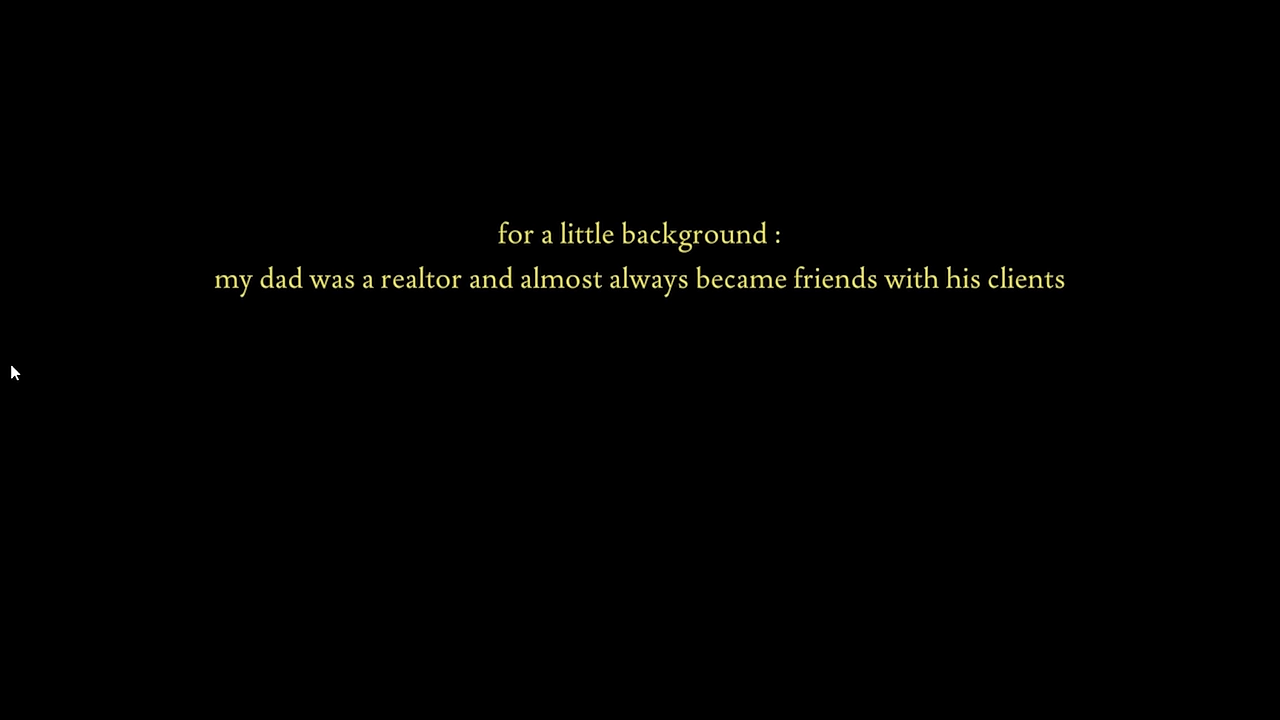 for a little background :
my dad was a realtor and almost always became friends with his clients